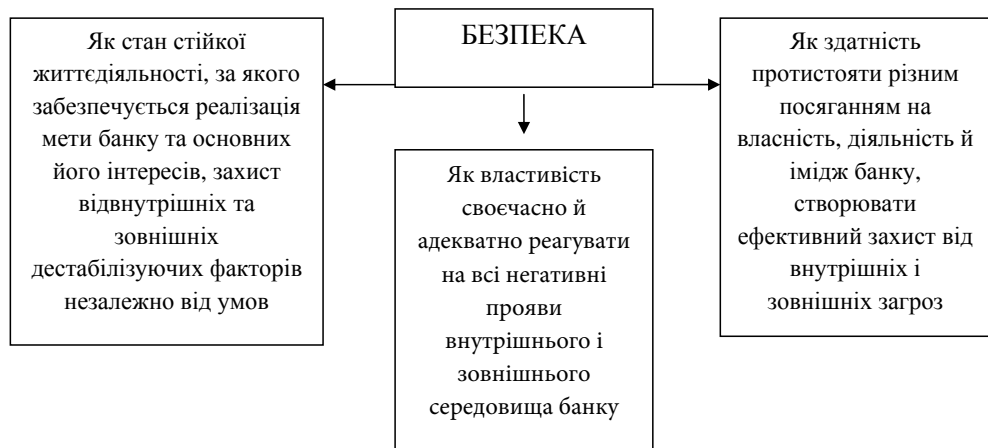 БЕЗПЕКА
Як стан стійкої
життєдіяльності, за якого
забезпечується реалізація
мети банку та основних
його інтересів, захист
відвнутрішніх та
зовнішніх
дестабілізуючих факторів
незалежно від умов
Як властивість
своєчасно й
адекватно реагувати
на всі негативні
прояви
внутрішнього і
зовнішнього
середовища банку
Як здатність
протистояти різним
посяганням на
власність, діяльність й
імідж банку,
створювати
ефективний захист від
внутрішніх і
зовнішніх загроз